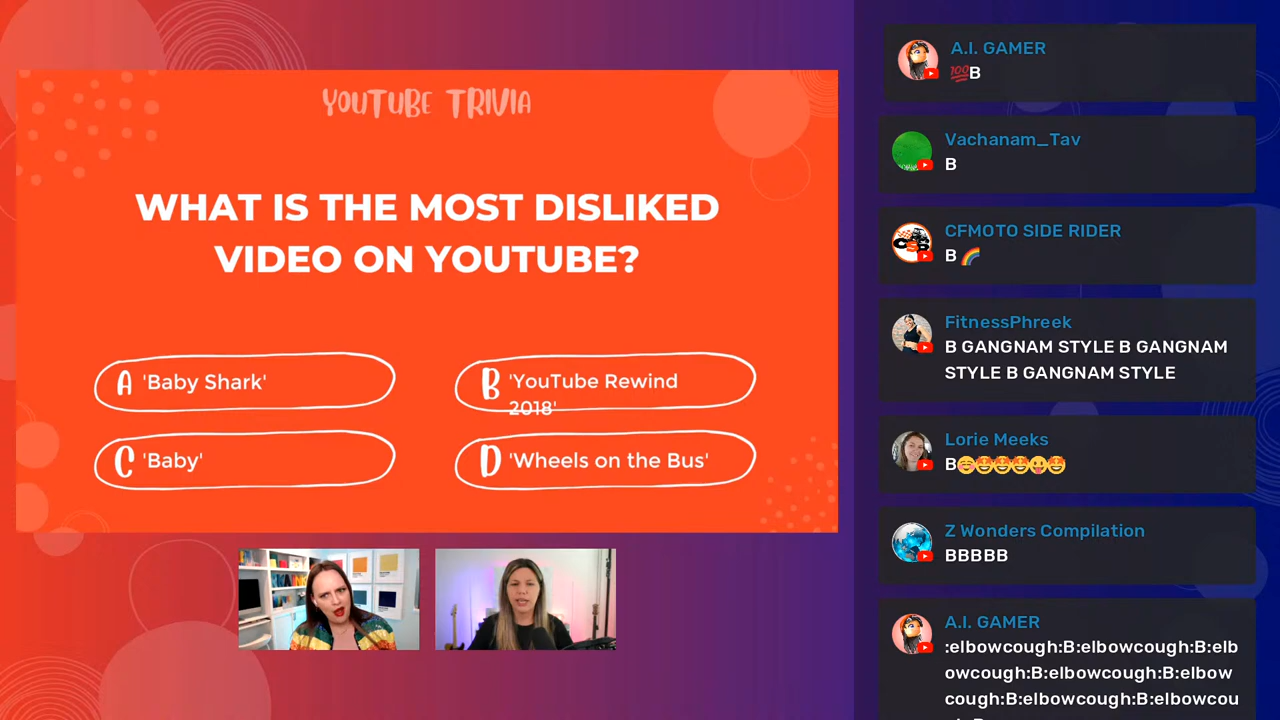 YOUTUBE TRIVIA
WHAT IS THE MOST DISLIKED
VIDEO ON YOUTUBE?
A 'Baby Shark'
B 'YouTube Rewind
2018'
C 'Baby'
D 'Wheels on the Bus'
A.I. GAMER
💯B
Vachanam_Tav
B
CFMOTO SIDE RIDER
B 🌈
FitnessPhreek
B GANGNAM STYLE B GANGNAM
STYLE B GANGNAM STYLE
Lorie Meeks
B☺️🤩🤩🤩😛🤩
Z Wonders Compilation
BBBBB
A.I. GAMER
:elbowcough:B:elbowcough:B:elb
owcough:B:elbowcough:B:elbow
cough:B:elbowcough:B:elbowcou